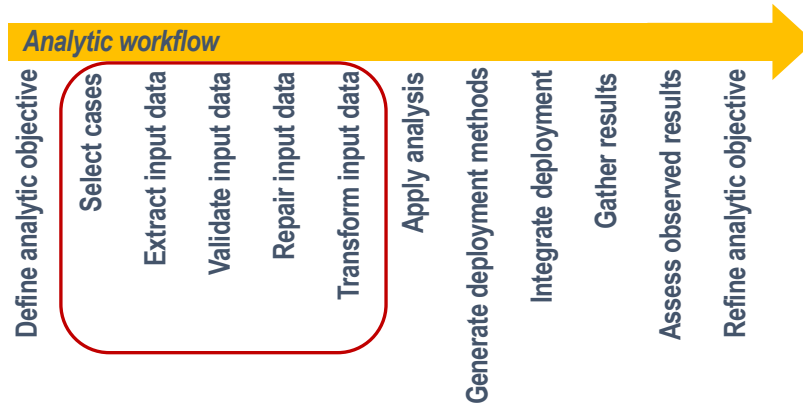 Analytic workflow
Define analytic objective
Select cases
Extract input data
Validate input data
Repair input data
Transform input data
Apply analysis
Generate deployment methods
Integrate deployment
Gather results
Assess observed results
Refine analytic objective